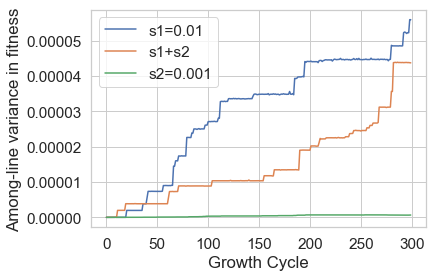 Among-line variance in fitness
0.00005
0.00004
0.00003
0.00002
0.00001
0.00000
s1=0.01
s1+s2
s2=0.001
0 50 100 150 200 250 300
Growth Cycle